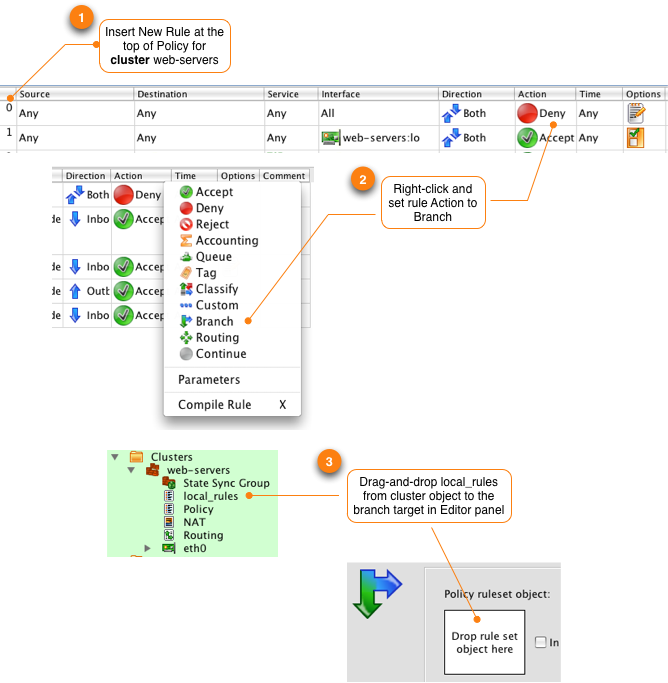 1
Insert New Rule at the
top of Policy for
cluster web-servers
Source Destination Service Interface Direction Action Time Options
0 Any Any Any All Both Deny Any
1 Any Any Any web-servers:lo Both Accept Any
Direction Action Time Options Comment
Both Deny
de Inbo Accep
de Inbo Accep
de Outb Accep
de Inbo Accep
Accept
Deny
Reject
Accounting
Queue
Tag
Classify
Custom
Branch
Routing
Continue
Parameters
Compile Rule X
2
Right-click and
set rule Action to
Branch
Clusters
web-servers
State Sync Group
local_rules
Policy
NAT
Routing
eth0
3
Drag-and-drop local_rules
from cluster object to the
branch target in Editor panel
Policy ruleset object:
Drop rule set
object here
In